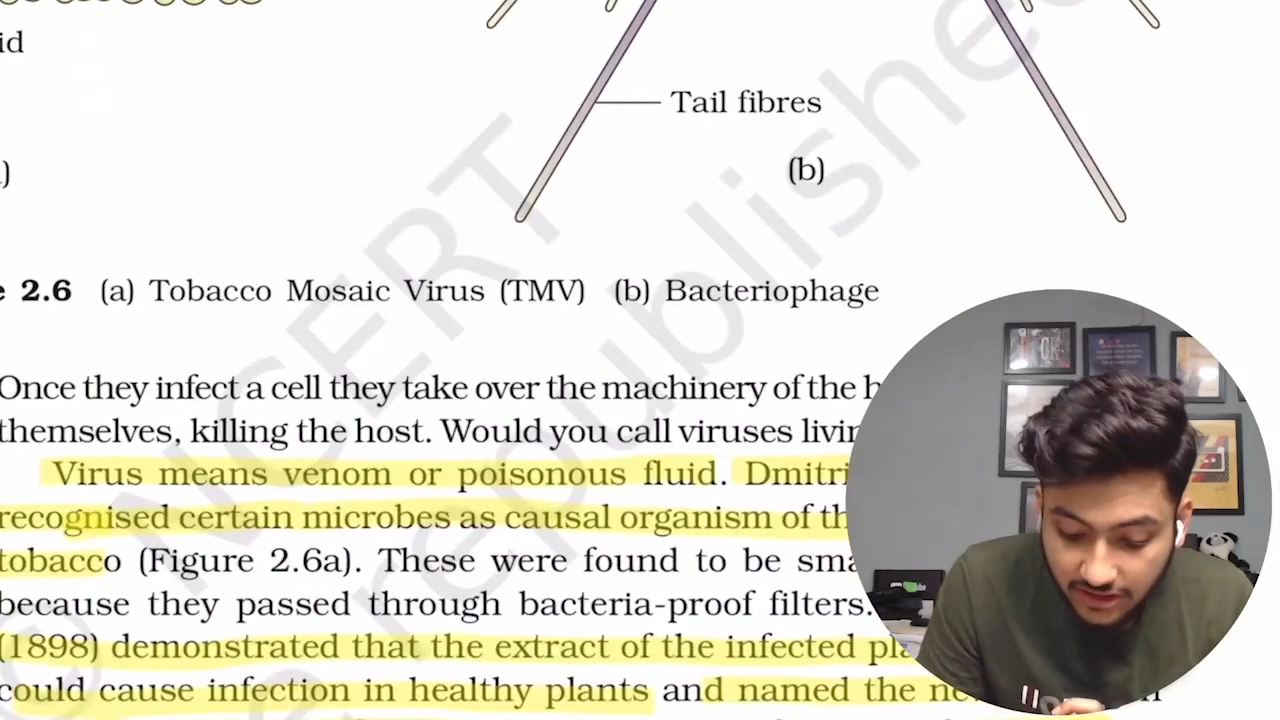 id
Tail fibres
)
(b)
2.6 (a) Tobacco Mosaic Virus (TMV) (b) Bacteriophage
Once they infect a cell they take over the machinery of the h
themselves, killing the host. Would you call viruses livin
Virus means venom or poisonous fluid. Dmitri
recognised certain microbes as causal organism of th
tobacco (Figure 2.6a). These were found to be sma
because they passed through bacteria-proof filters.
(1898) demonstrated that the extract of the infected pla
could cause infection in healthy plants and named the ne
© NCERT
republished